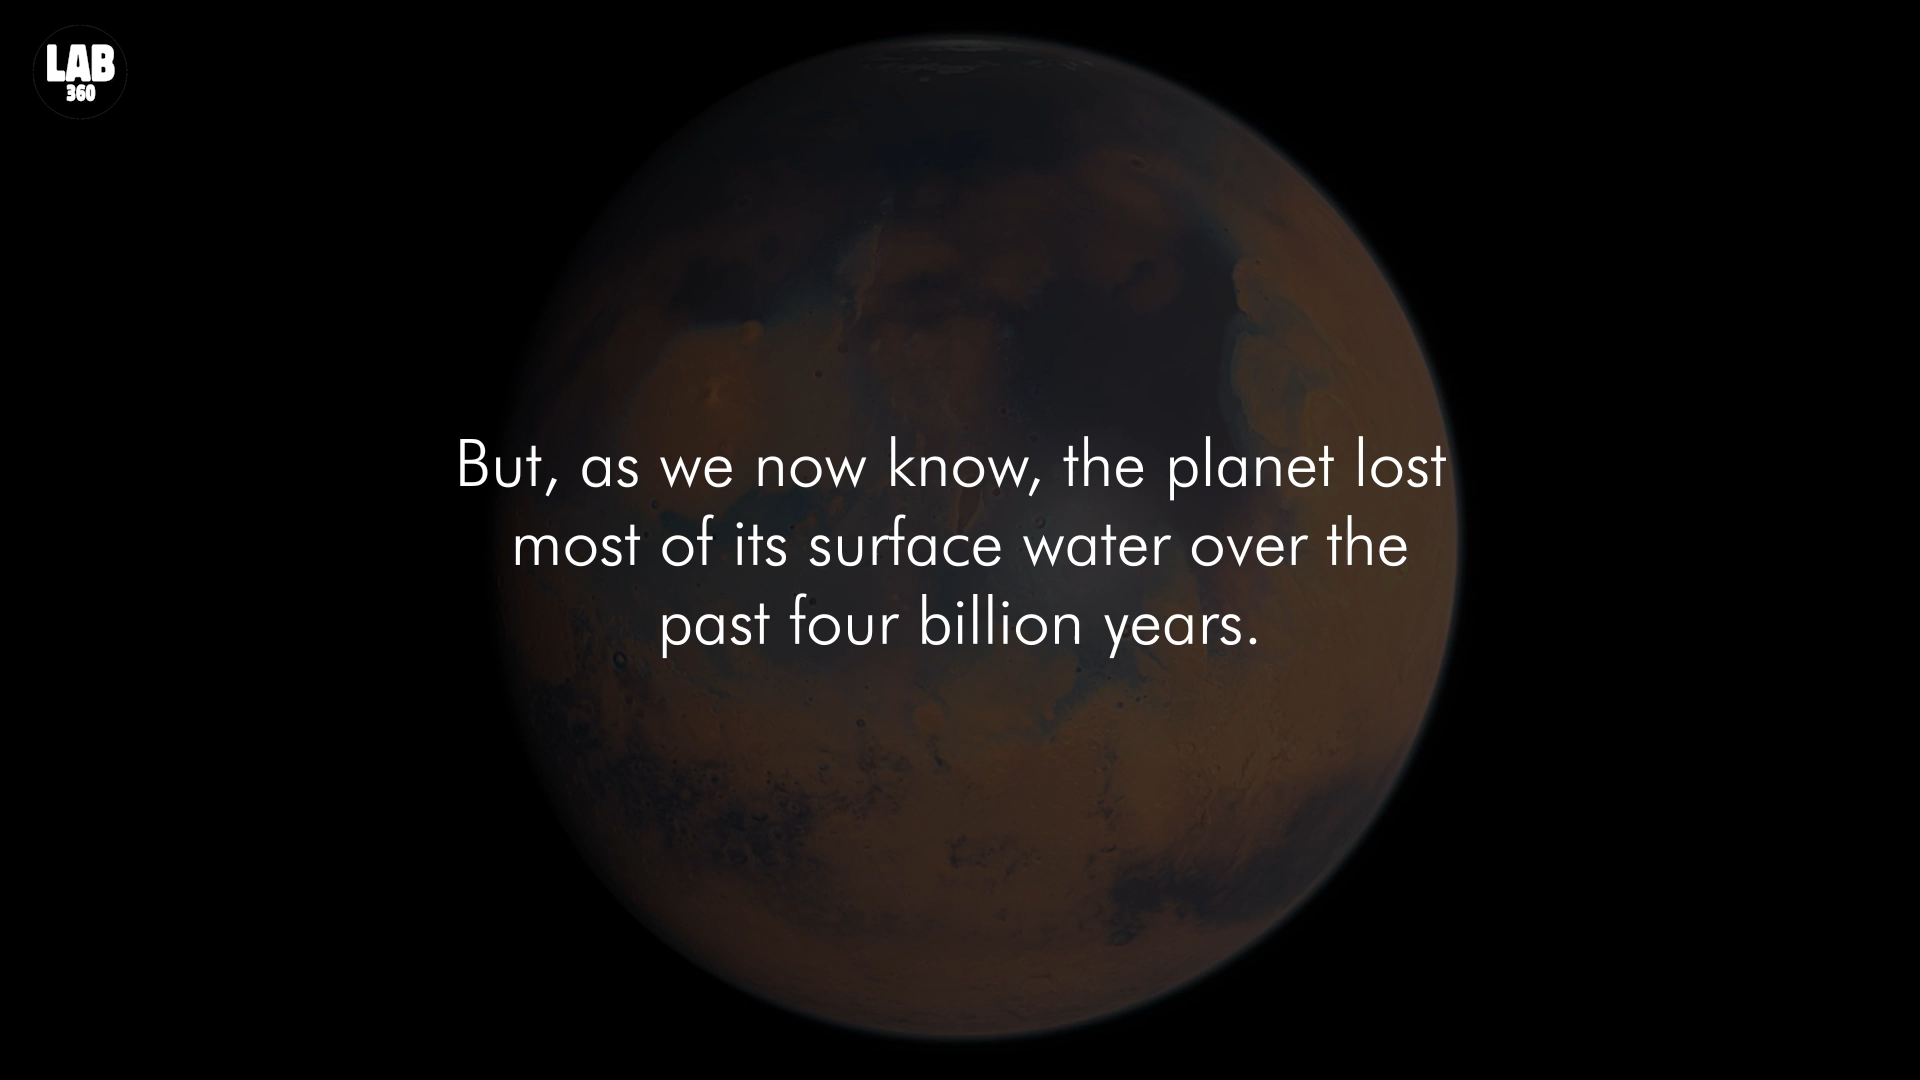 LAB
360
But, as we now know, the planet lost
most of its surface water over the
past four billion years.